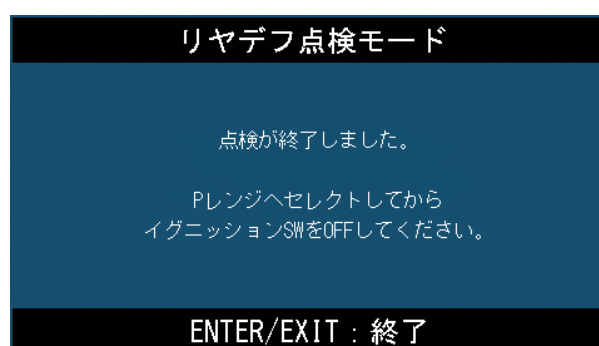 リヤデフ点検モード
点検が終了しました。
Pレンジへセレクトしてから
イグニッションSWをOFFしてください。
ENTER/EXIT：終了